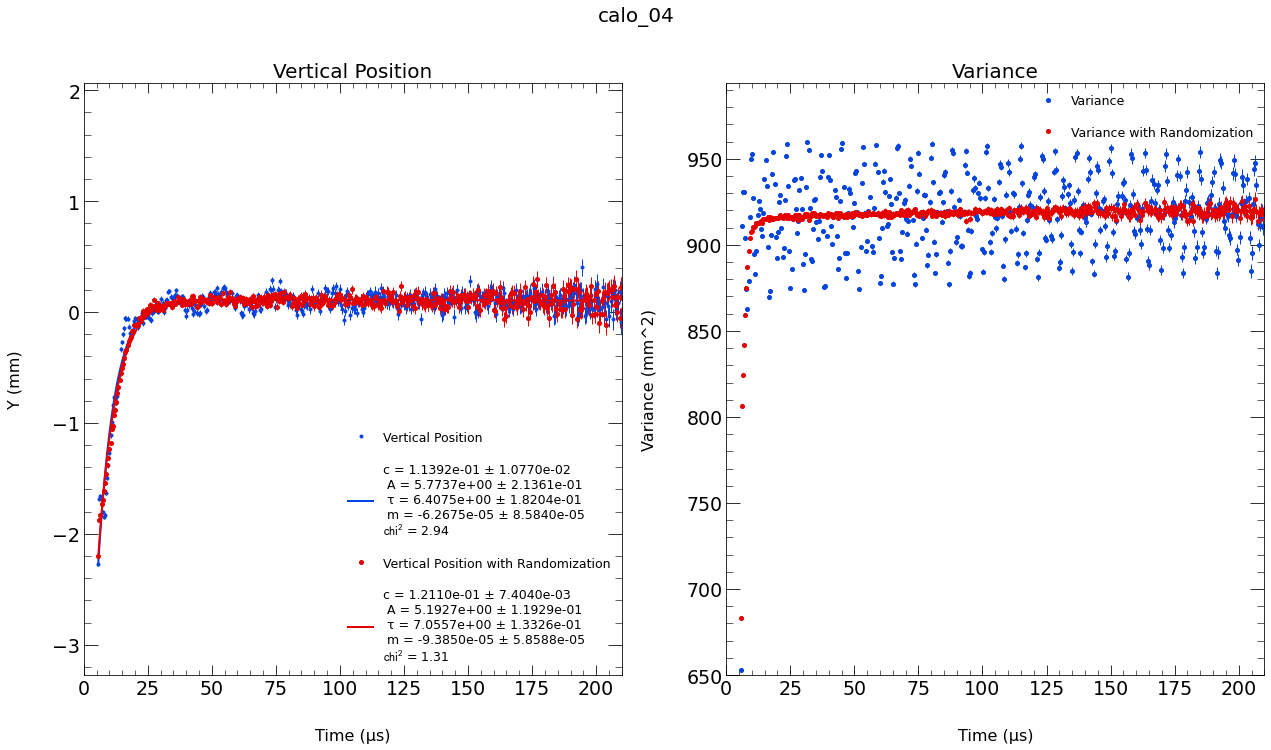 calo_04
Vertical Position
2
1
0
−1
−2
−3
Y (mm)
0 25 50 75 100 125 150 175 200
Time (μs)
Vertical Position
c = 1.1392e-01 ± 1.0770e-02
A = 5.7737e+00 ± 2.1361e-01
τ = 6.4075e+00 ± 1.8204e-01
m = -6.2675e-05 ± 8.5840e-05
chi² = 2.94
Vertical Position with Randomization
c = 1.2110e-01 ± 7.4040e-03
A = 5.1927e+00 ± 1.1929e-01
τ = 7.0557e+00 ± 1.3326e-01
m = -9.3850e-05 ± 5.8588e-05
chi² = 1.31
Variance
Variance
Variance with Randomization
950
900
850
800
750
700
650
Variance (mm^2)
0 25 50 75 100 125 150 175 200
Time (μs)